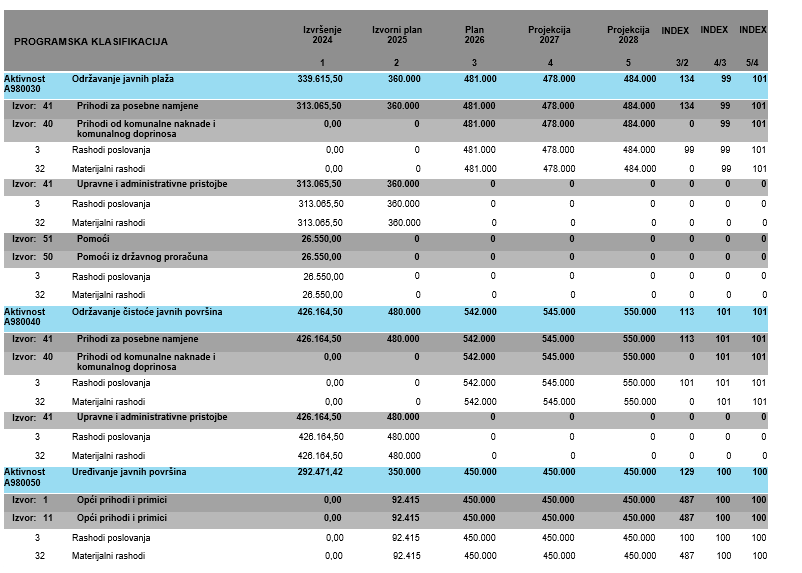 PROGRAMSKA KLASIFIKACIJA Izvršenje 2024 Izvorni plan 2025 Plan 2026 Projekcija 2027 Projekcija 2028 INDEX INDEX INDEX
1 2 3 4 5 3/2 4/3 5/4
Aktivnost A980030 Održavanje javnih plaža 339.615,50 360.000 481.000 478.000 484.000 134 99 101
Izvor: 41 Prihodi za posebne namjene 313.065,50 360.000 481.000 478.000 484.000 134 99 101
Izvor: 40 Prihodi od komunalne naknade i komunalnog doprinosa 0,00 0 481.000 478.000 484.000 0 99 101
3 Rashodi poslovanja 0,00 0 481.000 478.000 484.000 99 99 101
32 Materijalni rashodi 0,00 0 481.000 478.000 484.000 0 99 101
Izvor: 41 Upravne i administrativne pristojbe 313.065,50 360.000 0 0 0 0 0 0
3 Rashodi poslovanja 313.065,50 360.000 0 0 0 0 0 0
32 Materijalni rashodi 313.065,50 360.000 0 0 0 0 0 0
Izvor: 51 Pomoći 26.550,00 0 0 0 0 0 0 0
Izvor: 50 Pomoći iz državnog proračuna 26.550,00 0 0 0 0 0 0 0
3 Rashodi poslovanja 26.550,00 0 0 0 0 0 0 0
32 Materijalni rashodi 26.550,00 0 0 0 0 0 0 0
Aktivnost A980040 Održavanje čistoće javnih površina 426.164,50 480.000 542.000 545.000 550.000 113 101 101
Izvor: 41 Prihodi za posebne namjene 426.164,50 480.000 542.000 545.000 550.000 113 101 101
Izvor: 40 Prihodi od komunalne naknade i komunalnog doprinosa 0,00 0 542.000 545.000 550.000 0 101 101
3 Rashodi poslovanja 0,00 0 542.000 545.000 550.000 101 101 101
32 Materijalni rashodi 0,00 0 542.000 545.000 550.000 0 101 101
Izvor: 41 Upravne i administrativne pristojbe 426.164,50 480.000 0 0 0 0 0 0
3 Rashodi poslovanja 426.164,50 480.000 0 0 0 0 0 0
32 Materijalni rashodi 426.164,50 480.000 0 0 0 0 0 0
Aktivnost A980050 Uređivanje javnih površina 292.471,42 350.000 450.000 450.000 450.000 129 100 100
Izvor: 1 Opći prihodi i primici 0,00 92.415 450.000 450.000 450.000 487 100 100
Izvor: 11 Opći prihodi i primici 0,00 92.415 450.000 450.000 450.000 487 100 100
3 Rashodi poslovanja 0,00 92.415 450.000 450.000 450.000 100 100 100
32 Materijalni rashodi 0,00 92.415 450.000 450.000 450.000 487 100 100